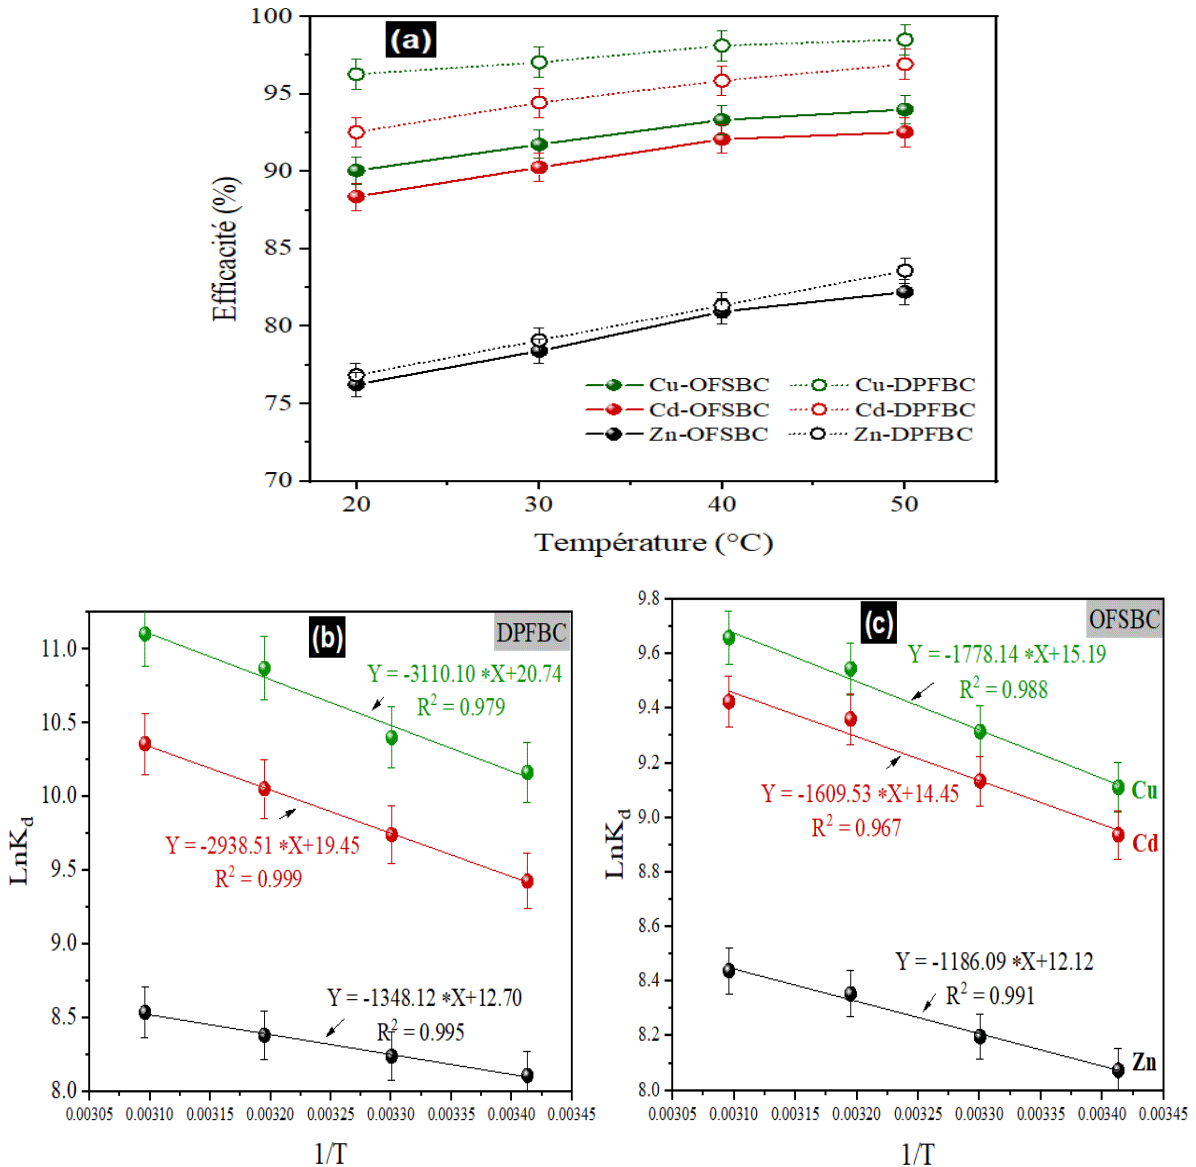 (a)
100
95
90
85
80
75
70
Efficacité (%)
Cu-OFSBC Cu-DPFBC
Cd-OFSBC Cd-DPFBC
Zn-OFSBC Zn-DPFBC
20 30 40 50
Température (°C)
(b)
DPFBC
11.0
10.5
10.0
9.5
9.0
8.5
8.0
LnKd
Y = -3110.10 *X+20.74
R2 = 0.979
Y = -2938.51 *X+19.45
R2 = 0.999
Y = -1348.12 *X+12.70
R2 = 0.995
0.00305 0.00310 0.00315 0.00320 0.00325 0.00330 0.00335 0.00340 0.00345
1/T
(c)
OFSBC
9.8
9.6
9.4
9.2
9.0
8.8
8.6
8.4
8.2
8.0
LnKd
Y = -1778.14 *X+15.19
R2 = 0.988
Cu
Y = -1609.53 *X+14.45
R2 = 0.967
Cd
Y = -1186.09 *X+12.12
R2 = 0.991
Zn
0.00305 0.00310 0.00315 0.00320 0.00325 0.00330 0.00335 0.00340 0.00345
1/T